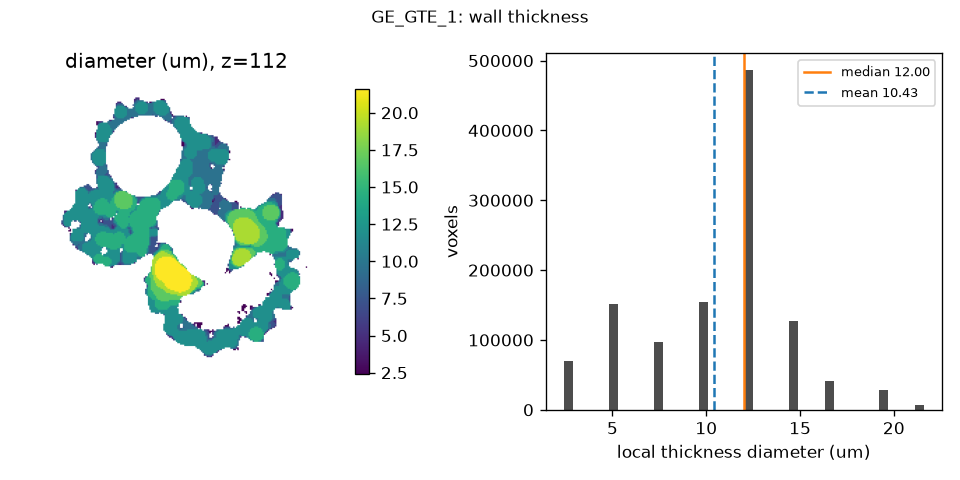 GE_GTE_1: wall thickness
diameter (um), z=112
20.0
17.5
15.0
12.5
10.0
7.5
5.0
2.5
voxels
500000
400000
300000
200000
100000
0
median 12.00
mean 10.43
5 10 15 20
local thickness diameter (um)